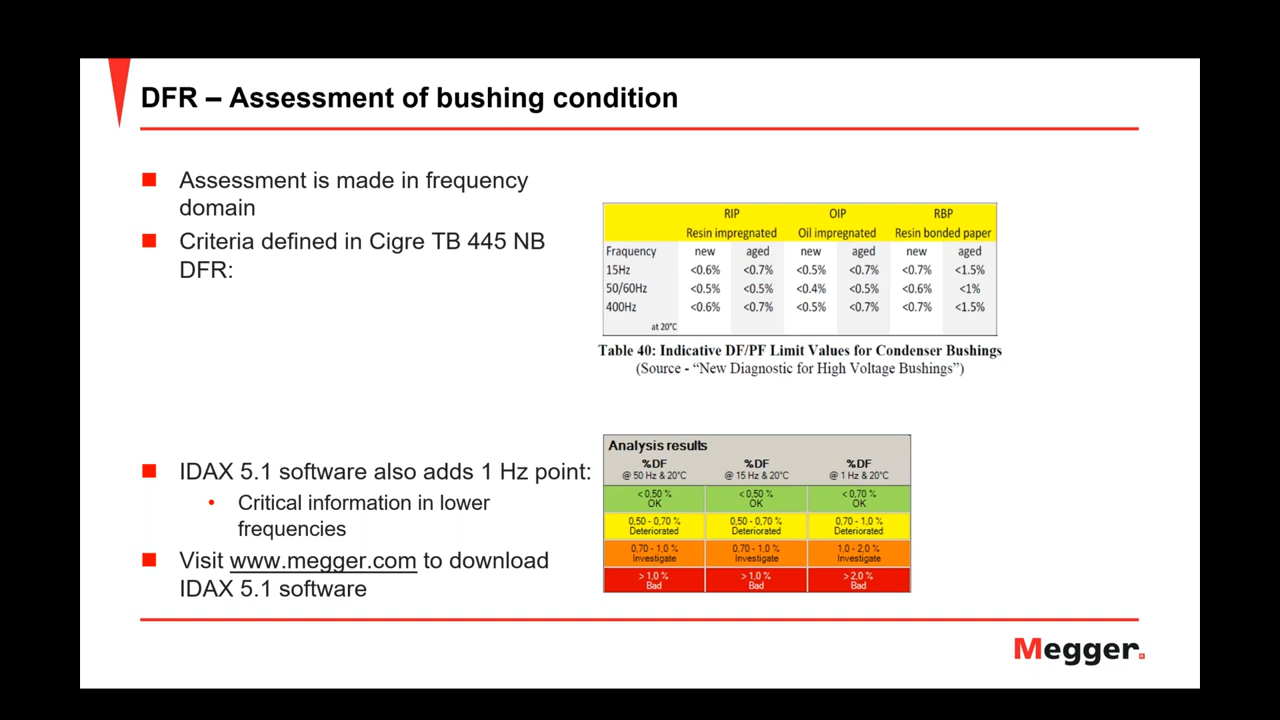 DFR – Assessment of bushing condition
Assessment is made in frequency
domain
Criteria defined in Cigre TB 445 NB
DFR:
RIP OIP RBP
Resin impregnated Oil impregnated Resin bonded paper
Fraquency new aged new aged new aged
15Hz <0.6% <0.7% <0.5% <0.7% <0.7% <1.5%
50/60Hz <0.5% <0.5% <0.4% <0.5% <0.6% <1%
400Hz <0.6% <0.7% <0.5% <0.7% <0.7% <1.5%
at 20°C
Table 40: Indicative DF/PF Limit Values for Condenser Bushings
(Source - “New Diagnostic for High Voltage Bushings”)
IDAX 5.1 software also adds 1 Hz point:
Critical information in lower
frequencies
Visit www.megger.com to download
IDAX 5.1 software
Analysis results
%DF %DF %DF
@ 50 Hz & 20°C @ 15 Hz & 20°C @ 1 Hz & 20°C
< 0,50 % < 0,50 % < 0,70 %
OK OK OK
0,50 - 0,70 % 0,50 - 0,70 % 0,70 - 1,0 %
Deteriorated Deteriorated Deteriorated
0,70 - 1,0 % 0,70 - 1,0 % 1,0 - 2,0 %
Investigate Investigate Investigate
> 1,0 % > 1,0 % > 2,0 %
Bad Bad Bad
Megger